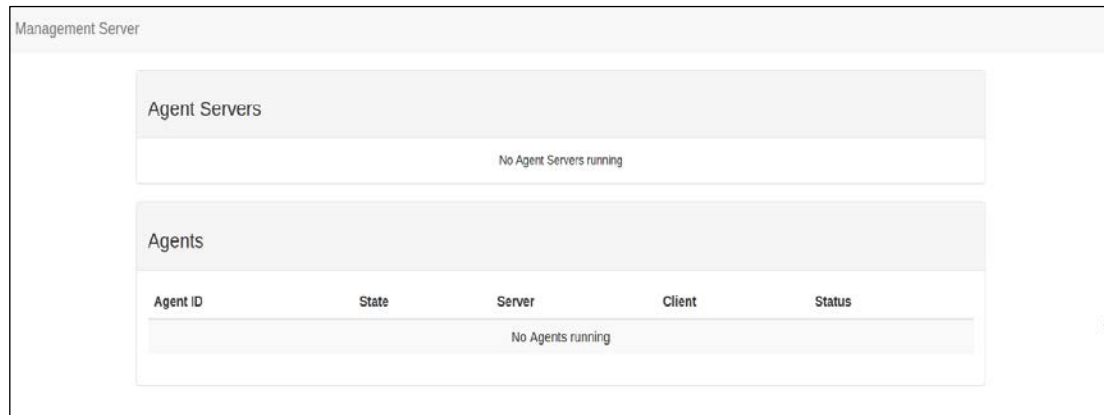 Management Server
Agent Servers
No Agent Servers running
Agents
Agent ID State Server Client Status
No Agents running